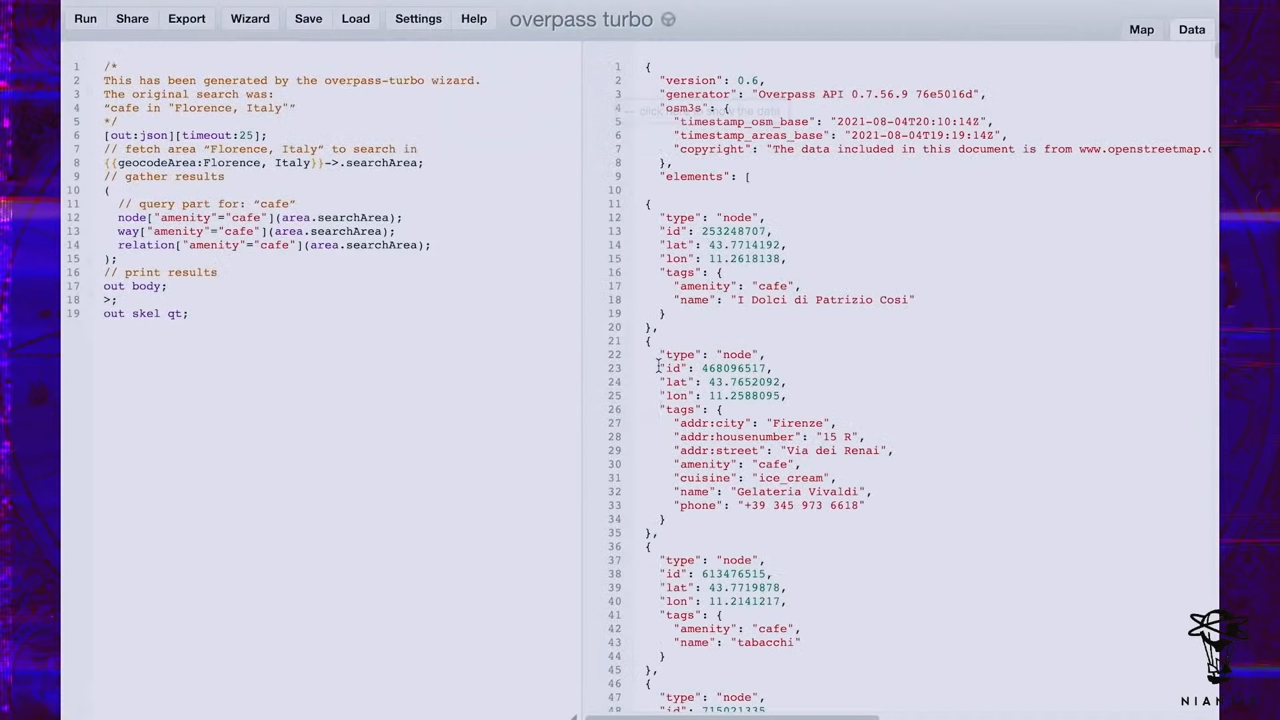 Run Share Export Wizard Save Load Settings Help overpass turbo
Map Data
1 /*
2 This has been generated by the overpass-turbo wizard.
3 The original search was:
4 “cafe in "Florence, Italy"”
5 */
6 [out:json][timeout:25];
7 // fetch area “Florence, Italy” to search in
8 {{geocodeArea:Florence, Italy}}->.searchArea;
9 // gather results
10 (
11 // query part for: “cafe”
12 node["amenity"="cafe"](area.searchArea);
13 way["amenity"="cafe"](area.searchArea);
14 relation["amenity"="cafe"](area.searchArea);
15 );
16 // print results
17 out body;
18 >;
19 out skel qt;
1 {
2 "version": 0.6,
3 "generator": "Overpass API 0.7.56.9 76e5016d",
4 "osm3s": {
5 "timestamp_osm_base": "2021-08-04T20:10:14Z",
6 "timestamp_areas_base": "2021-08-04T19:19:14Z",
7 "copyright": "The data included in this document is from www.openstreetmap.o
8 },
9 "elements": [
10
11 {
12 "type": "node",
13 "id": 253248707,
14 "lat": 43.7714192,
15 "lon": 11.2618138,
16 "tags": {
17 "amenity": "cafe",
18 "name": "I Dolci di Patrizio Cosi"
19 }
20 },
21 {
22 "type": "node",
23 "id": 468096517,
24 "lat": 43.7652092,
25 "lon": 11.2588095,
26 "tags": {
27 "addr:city": "Firenze",
28 "addr:housenumber": "15 R",
29 "addr:street": "Via dei Renai",
30 "amenity": "cafe",
31 "cuisine": "ice_cream",
32 "name": "Gelateria Vivaldi",
33 "phone": "+39 345 973 6618"
34 }
35 },
36 {
37 "type": "node",
38 "id": 613476515,
39 "lat": 43.7719878,
40 "lon": 11.2141217,
41 "tags": {
42 "amenity": "cafe",
43 "name": "tabacchi"
44 }
45 },
46 {
47 "type": "node",
48 "id": 715021335,
NIAN